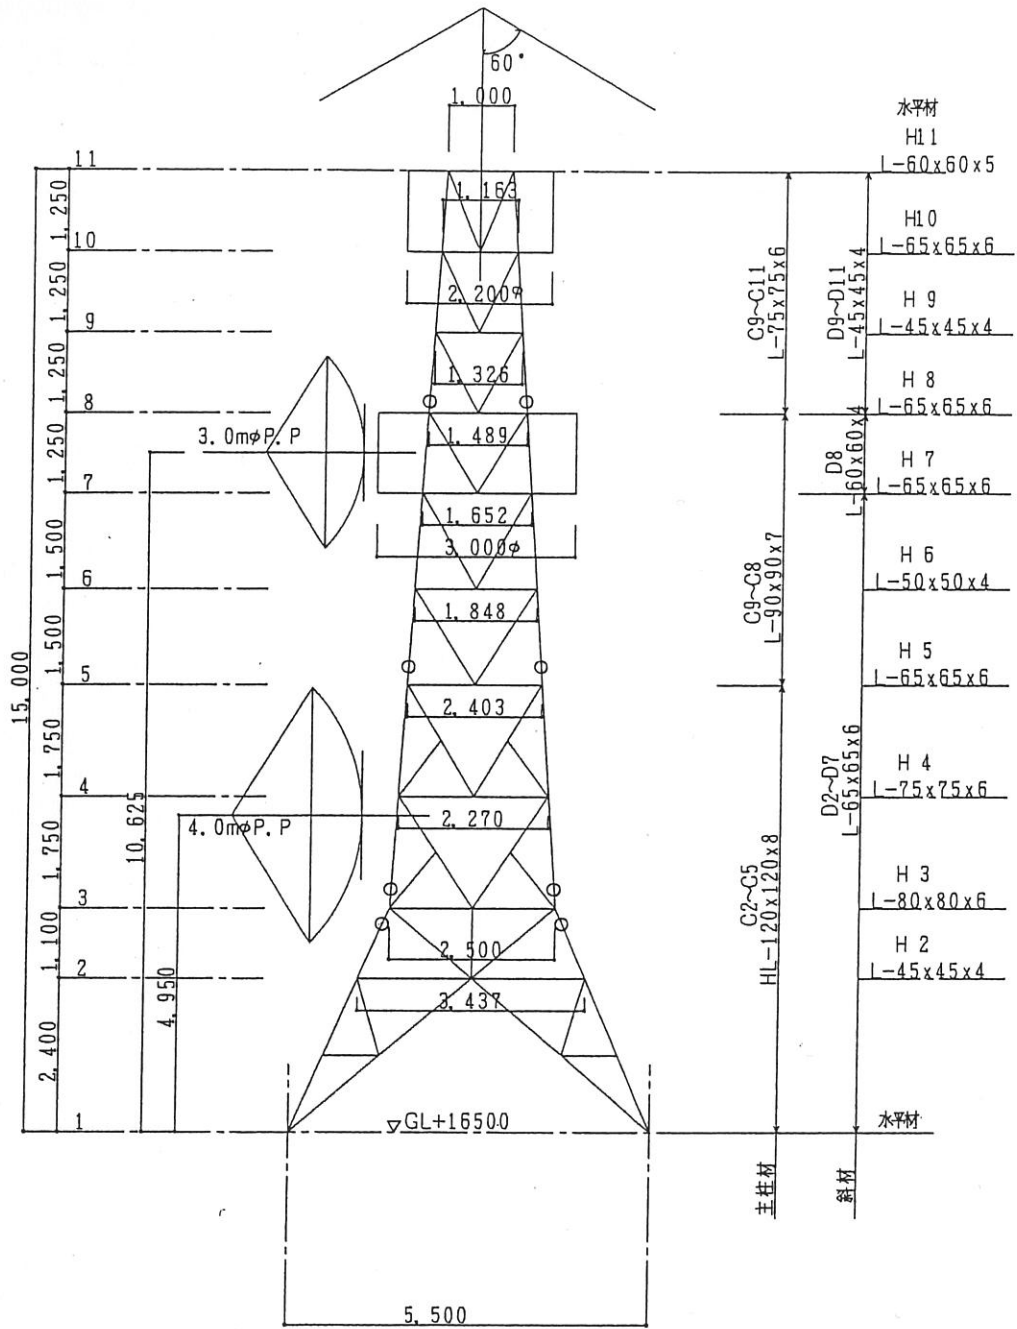 60°
1,000
水平材
H11
L-60x60x5
11
1,163
1,250
H10
L-65x65x6
10
2,200φ
1,250
C9~C11
L-75x75x6
D9~D11
L-45x45x4
H 9
L-45x45x4
9
1,326
1,250
H 8
L-65x65x6
8
3.0mφP.P
1,489
1,250
D8
L-60x60x4
H 7
L-65x65x6
7
1,652
3,000φ
1,500
C9~C8
L-90x90x7
H 6
L-50x50x4
6
1,848
1,500
15,000
H 5
L-65x65x6
5
2,403
1,750
D2~D7
L-65x65x6
H 4
L-75x75x6
4
10,625
4.0mφP.P
2,270
1,750
C2~C5
HL-120x120x8
H 3
L-80x80x6
3
1,100
2,500
H 2
L-45x45x4
2
4,950
3,437
2,400
1
▽GL+16500
水平材
主柱材
斜材
5,500